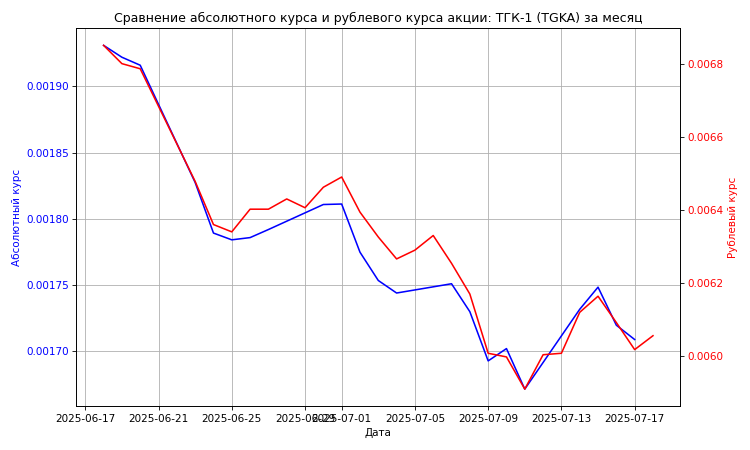 Сравнение абсолютного курса и рублевого курса акции: ТГК-1 (TGKA) за месяц
Абсолютный курс
0.00190
0.00185
0.00180
0.00175
0.00170
0.0068
0.0066
0.0064
0.0062
0.0060
Рублевый курс
2025-06-17 2025-06-21 2025-06-25 2025-06-29 2025-07-01 2025-07-05 2025-07-09 2025-07-13 2025-07-17
Дата